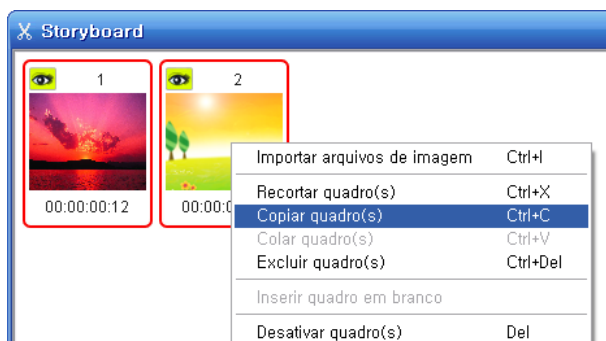 Storyboard
1 2
00:00:00:12
Importar arquivos de imagem Ctrl+I
Recortar quadro(s) Ctrl+X
Copiar quadro(s) Ctrl+C
Colar quadro(s) Ctrl+V
Excluir quadro(s) Ctrl+Del
Inserir quadro em branco
Desativar quadro(s) Del